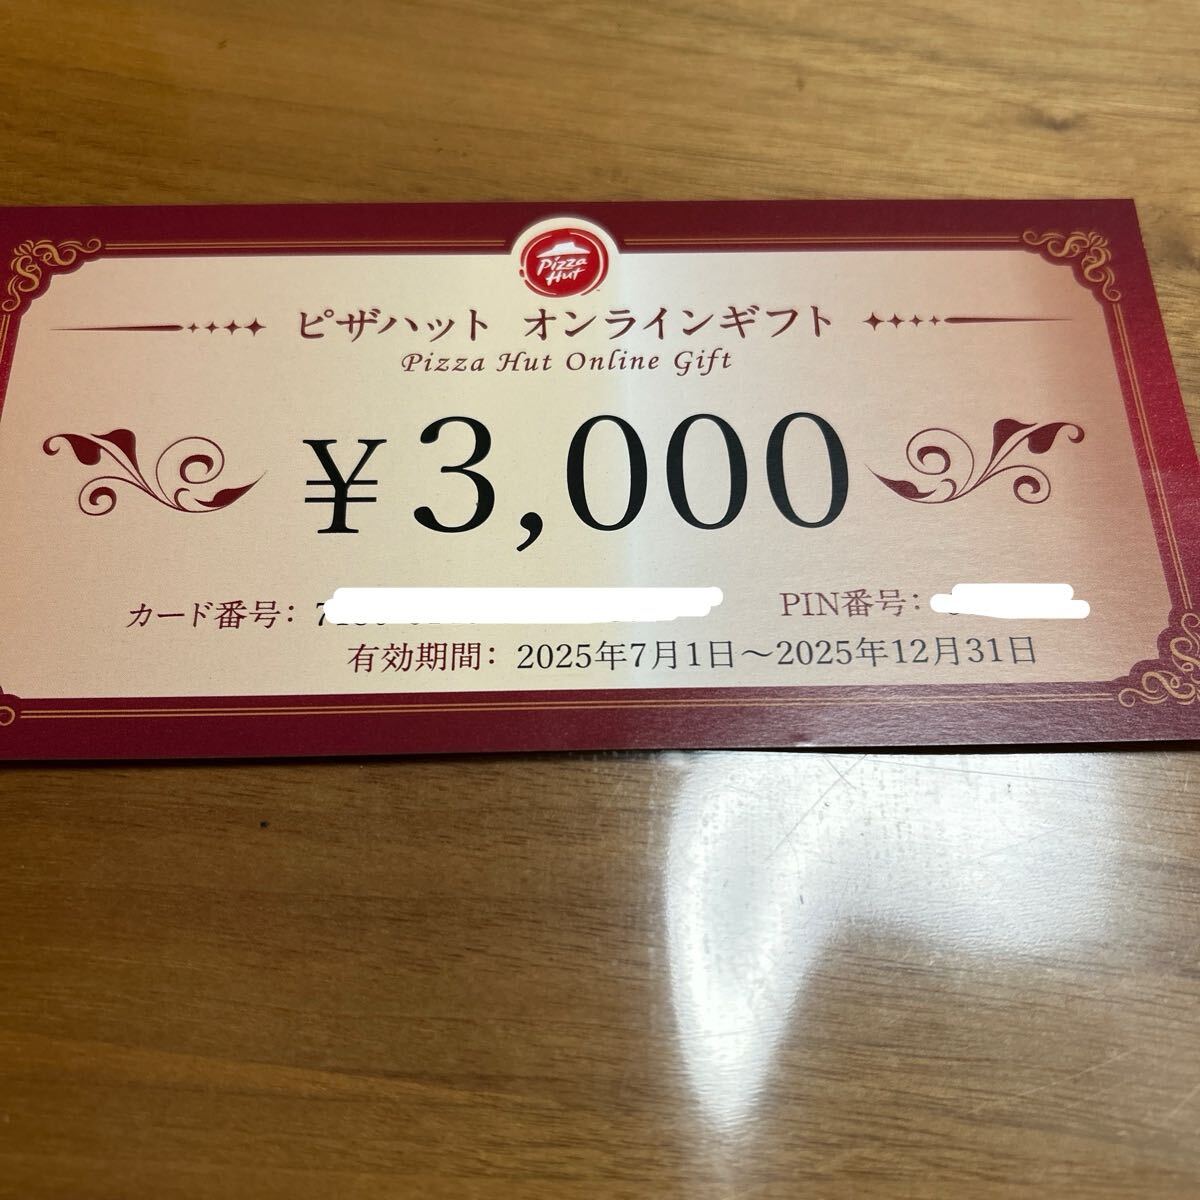 Pizza
Hut
ピザハット オンラインギフト
Pizza Hut Online Gift
¥3,000
カード番号： PIN番号：
有効期間： 2025年7月1日～2025年12月31日